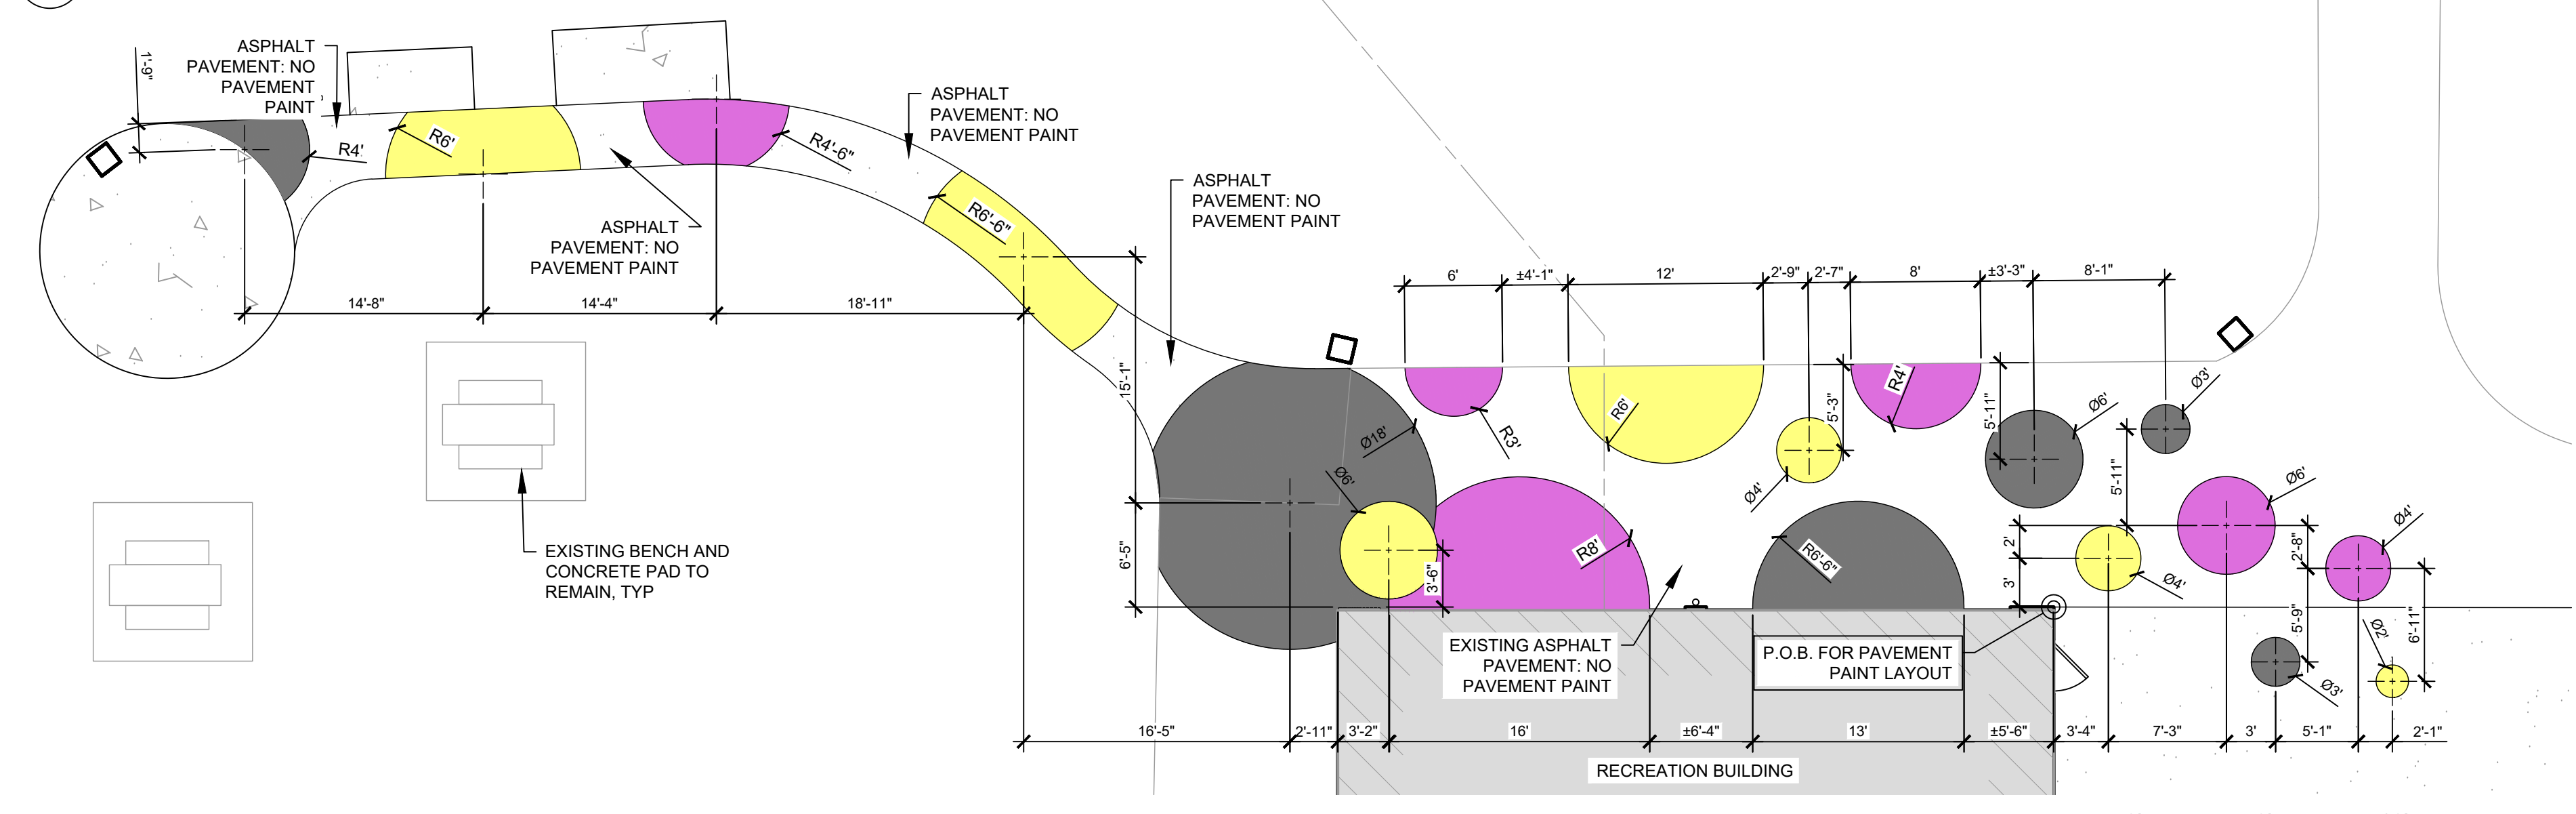 1'-9"
ASPHALT
PAVEMENT: NO
PAVEMENT
PAINT
R4'
R6'
R4'-6"
ASPHALT
PAVEMENT: NO
PAVEMENT PAINT
ASPHALT
PAVEMENT: NO
PAVEMENT PAINT
R6'-6"
ASPHALT
PAVEMENT: NO
PAVEMENT PAINT
14'-8"
14'-4"
18'-11"
15'-1"
6'-5"
EXISTING BENCH AND
CONCRETE PAD TO
REMAIN, TYP
6'
±4'-1"
12'
2'-9"
2'-7"
8'
±3'-3"
8'-1"
Ø18'
Ø6'
R3'
R6'
Ø4'
5'-3"
R4'
5'-11"
Ø6'
Ø3'
5'-11"
3'-6"
R8'
R6'-6"
2'
3'
Ø4'
Ø6'
2'-8"
Ø4'
5'-9"
Ø3'
Ø2'
6'-11"
EXISTING ASPHALT
PAVEMENT: NO
PAVEMENT PAINT
P.O.B. FOR PAVEMENT
PAINT LAYOUT
16'-5"
2'-11"
3'-2"
16'
±6'-4"
13'
±5'-6"
3'-4"
7'-3"
3'
5'-1"
2'-1"
RECREATION BUILDING